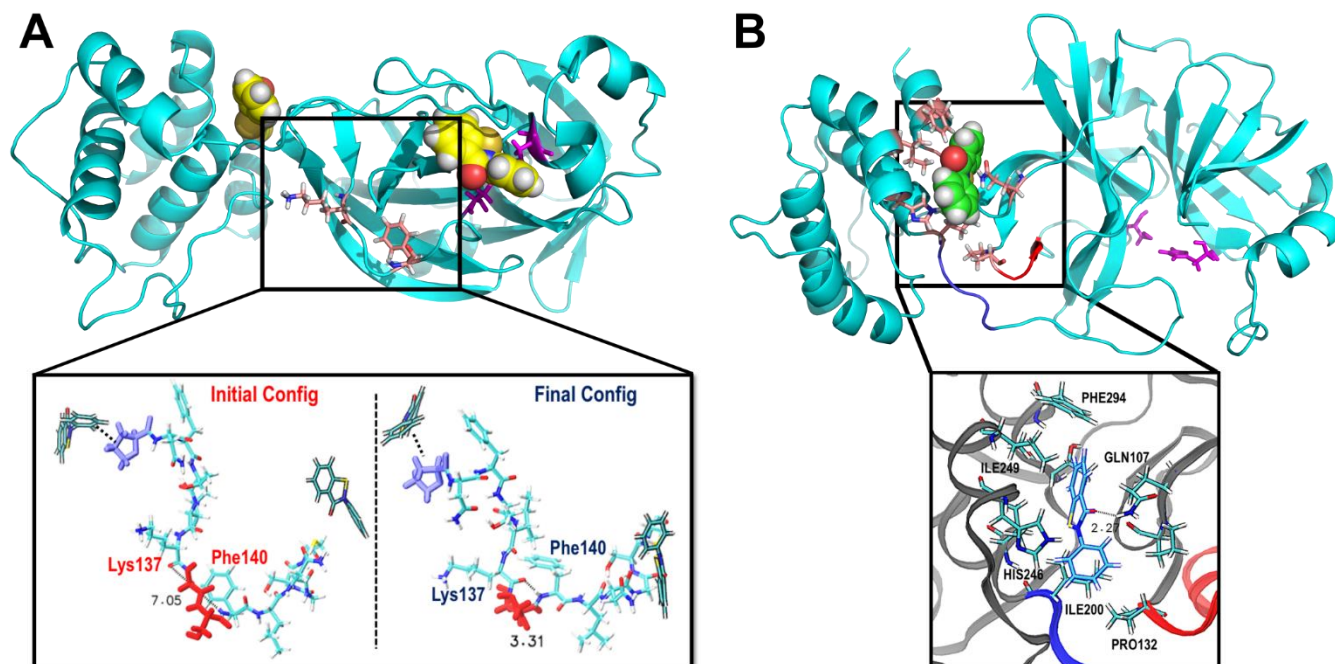 A
B
Initial Config
Final Config
Lys137
Phe140
7.05
Lys137
Phe140
3.31
PHE294
ILE249
GLN107
2.27
HIS246
ILE200
PRO132